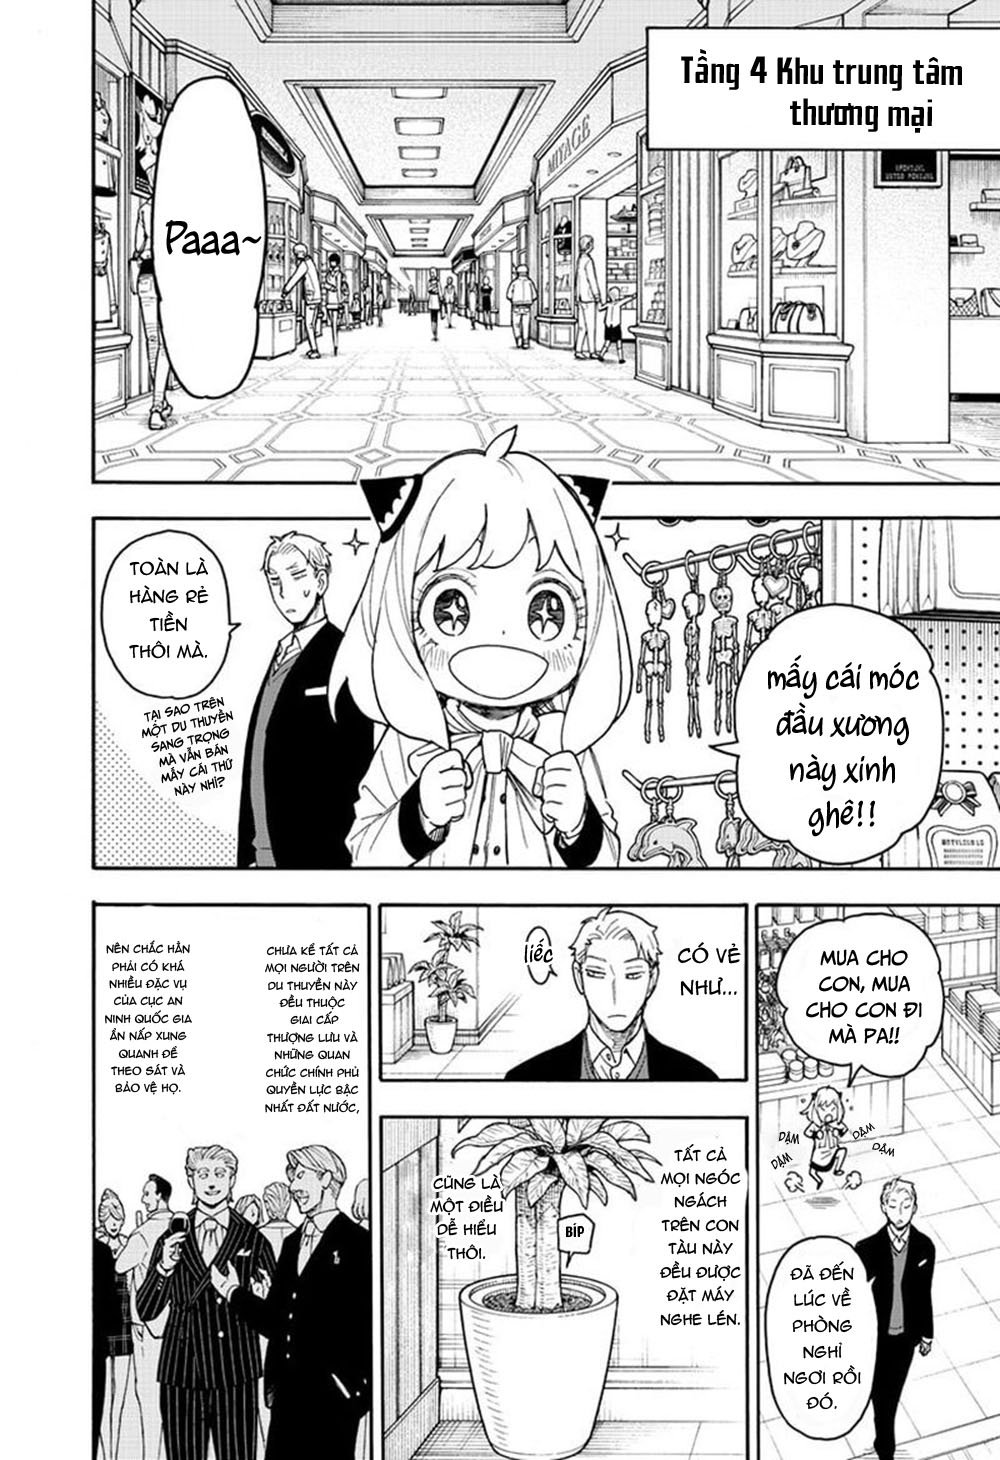 Tầng 4 Khu trung tâm
thương mại
MIYAGE
Paaa~
mấy cái móc
đầu xương
này xinh
ghê!!
TOÀN LÀ
HÀNG RẺ
TIỀN
THÔI MÀ.
TẠI SAO TRÊN
MỘT DU THUYỀN
SANG TRỌNG
MÀ VẪN BÁN
MẤY CÁI THỨ
NÀY NHỈ?
MUA CHO
CON, MUA
CHO CON ĐI
MÀ PA!!
DẬM
DẬM
DẬM
DẬM
ĐÃ ĐẾN
LÚC VỀ
PHÒNG
NGHỈ
NGƠI RỒI
ĐÓ.
CÓ VẺ
NHƯ...
liếc
TẤT CẢ
MỌI NGÓC
NGÁCH
TRÊN CON
TÀU NÀY
ĐỀU ĐƯỢC
ĐẶT MÁY
NGHE LÉN.
BÍP
CŨNG LÀ
MỘT ĐIỀU
DỄ HIỂU
THÔI.
CHƯA KỂ TẤT CẢ
MỌI NGƯỜI TRÊN
DU THUYỀN NÀY
ĐỀU THUỘC
GIAI CẤP
THƯỢNG LƯU VÀ
NHỮNG QUAN
CHỨC CHÍNH PHỦ
QUYỀN LỰC BẬC
NHẤT ĐẤT NƯỚC,
NÊN CHẮC HẲN
PHẢI CÓ KHÁ
NHIỀU ĐẶC VỤ
CỦA CỤC AN
NINH QUỐC GIA
ẨN NẤP XUNG
QUANH ĐỂ
THEO SÁT VÀ
BẢO VỆ HỌ.